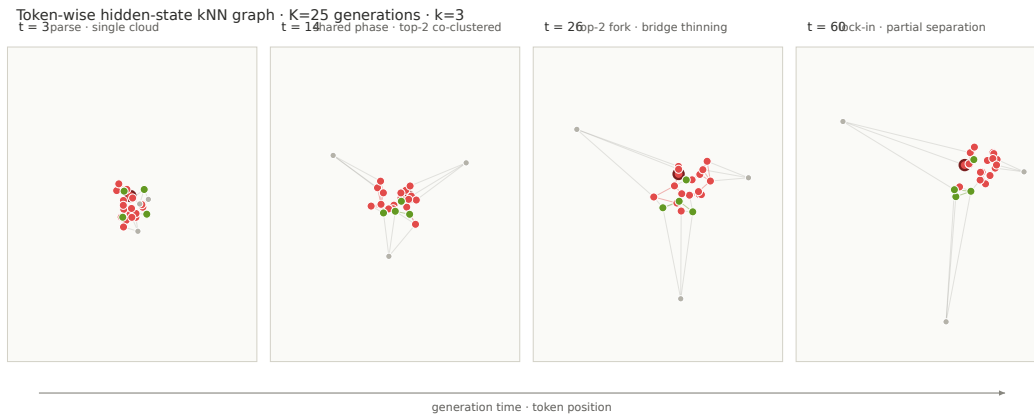 Token-wise hidden-state kNN graph · K=25 generations · k=3
t = 3 parse · single cloud
t = 14 shared phase · top-2 co-clustered
t = 26 top-2 fork · bridge thinning
t = 60 lock-in · partial separation
generation time · token position